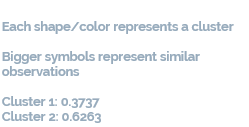 Each shape/color represents a cluster
Bigger symbols represent similar
observations
Cluster 1: 0.3737
Cluster 2: 0.6263